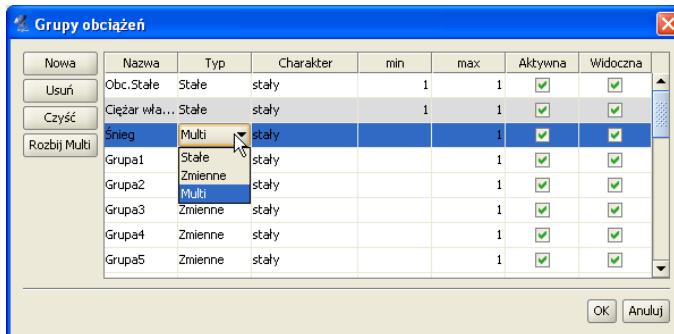 Grupy obciążeń
Nowa
Usuń
Czyść
Rozbij Multi
Nazwa Typ Charakter min max Aktywna Widoczna
Obc.Stałe Stałe stały 1 1
Ciężar wła... Stałe stały 1 1
Śnieg Multi stały 1
Grupa1 Stałe stały 1
Zmienne
Grupa2 Multi stały 1
Grupa3 Zmienne stały 1
Grupa4 Zmienne stały 1
Grupa5 Zmienne stały 1
OK Anuluj